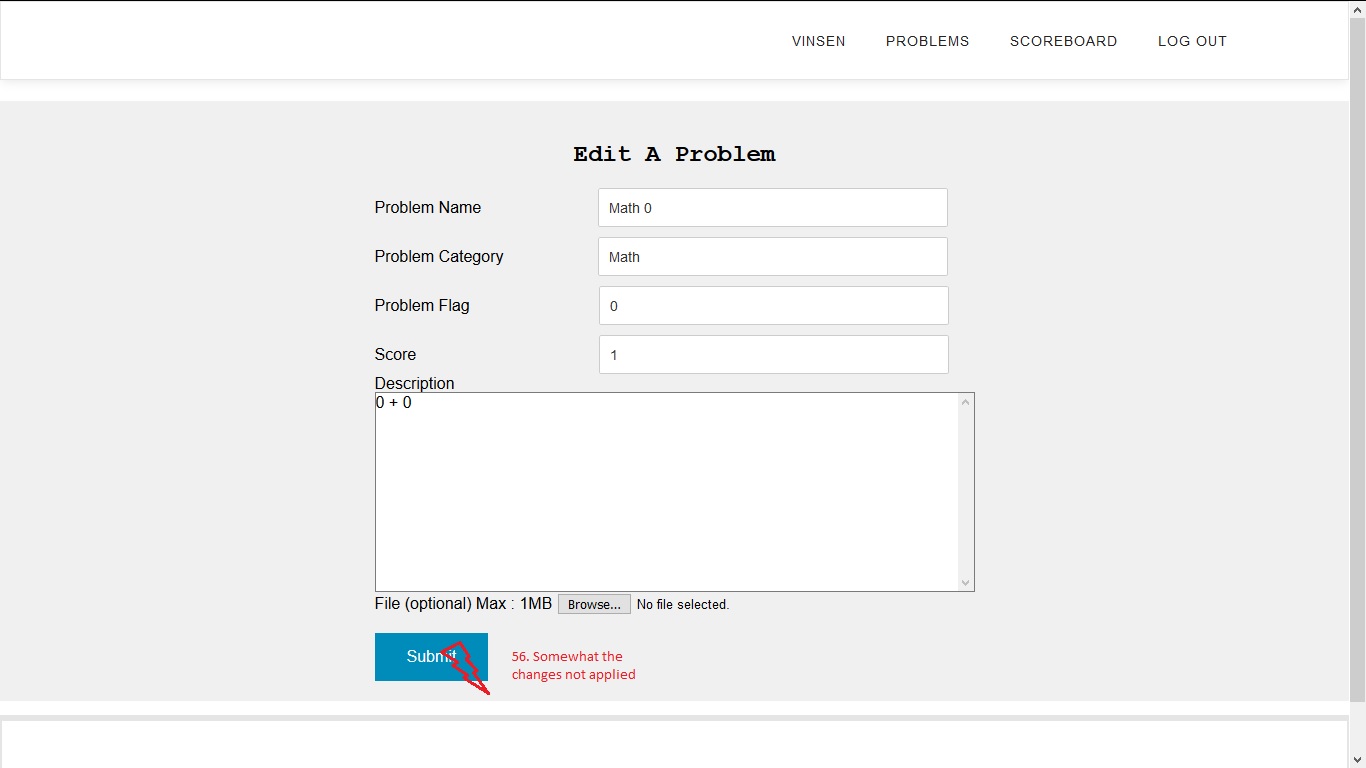 VINSEN PROBLEMS SCOREBOARD LOG OUT
Edit A Problem
Problem Name Math 0
Problem Category Math
Problem Flag 0
Score 1
Description
0 + 0
File (optional) Max : 1MB Browse... No file selected.
Submit
56. Somewhat the
changes not applied